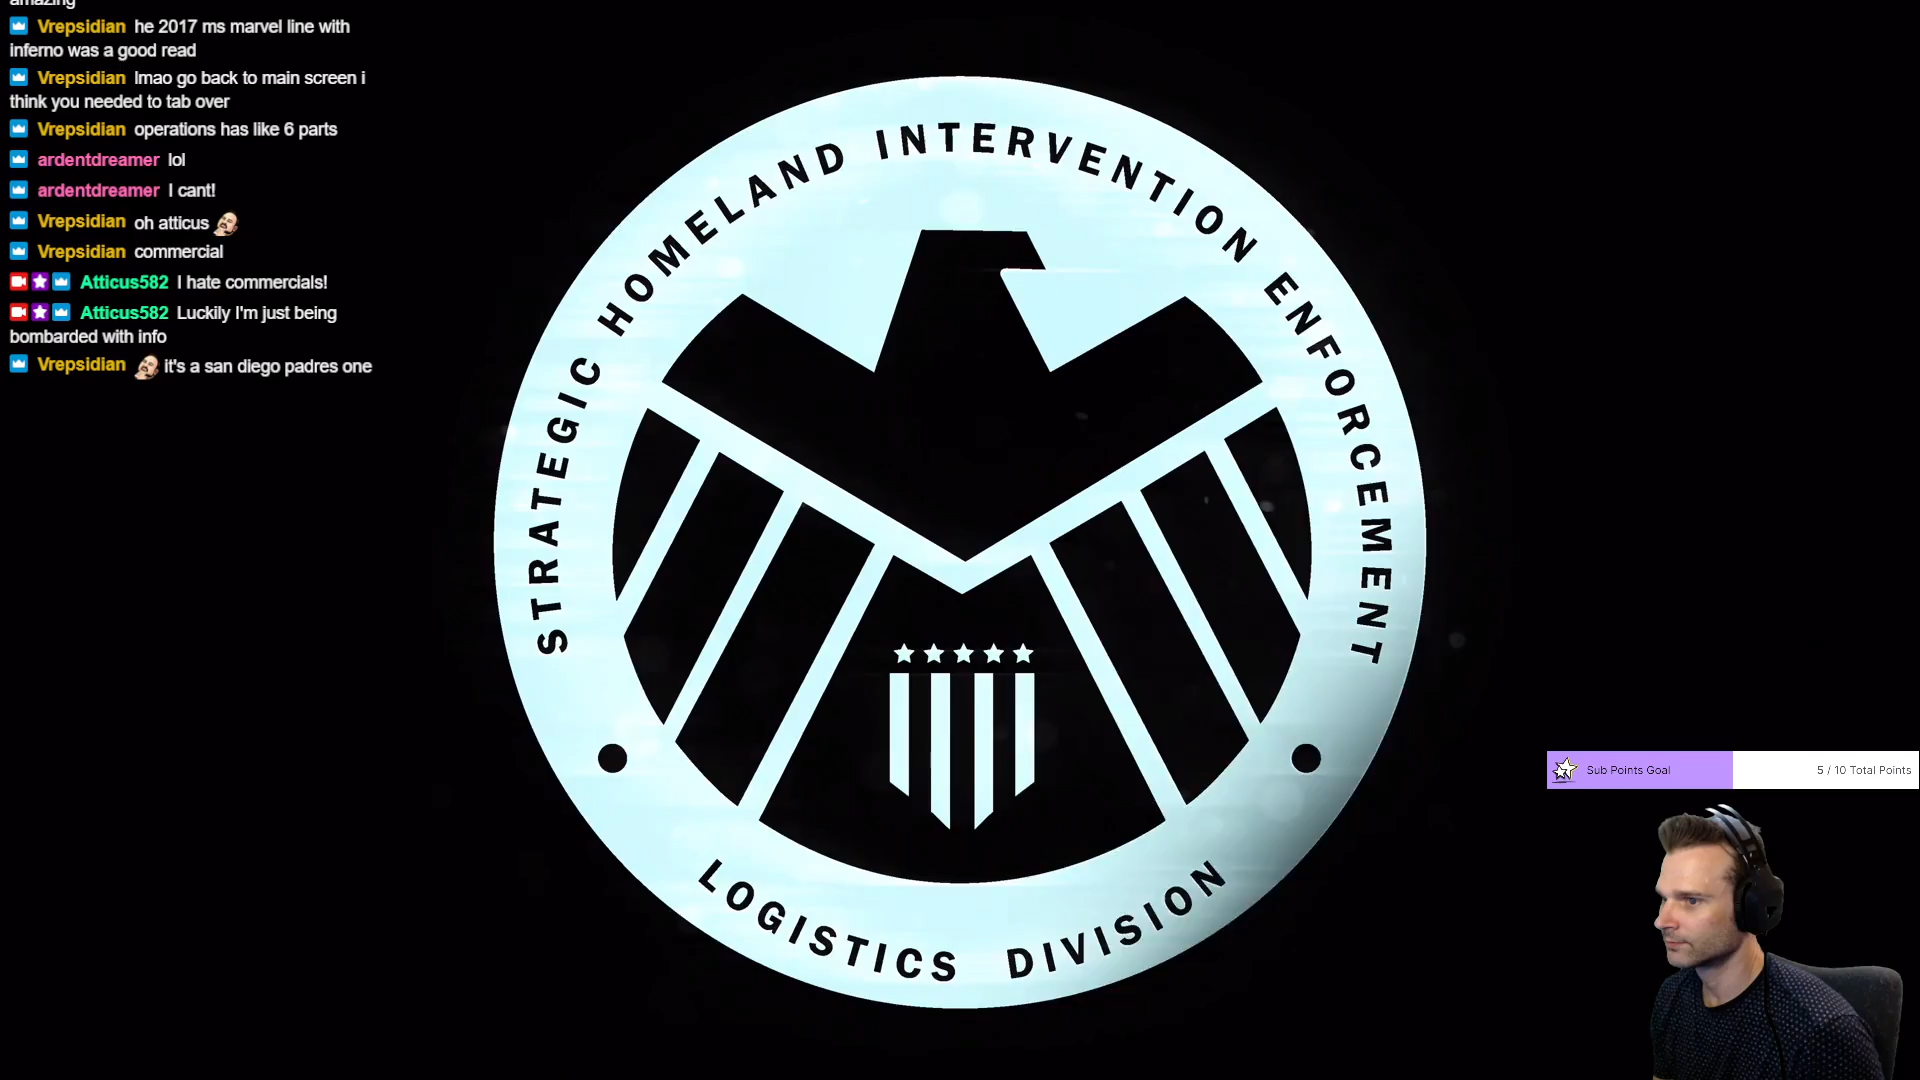 Vrepsidian he 2017 ms marvel line with
inferno was a good read
Vrepsidian lmao go back to main screen i
think you needed to tab over
Vrepsidian operations has like 6 parts
ardentdreamer lol
ardentdreamer I cant!
Vrepsidian oh atticus
Vrepsidian commercial
Atticus582 I hate commercials!
Atticus582 Luckily I'm just being
bombarded with info
Vrepsidian it's a san diego padres one
STRATEGIC HOMELAND INTERVENTION ENFORCEMENT
LOGISTICS DIVISION
Sub Points Goal 5 / 10 Total Points